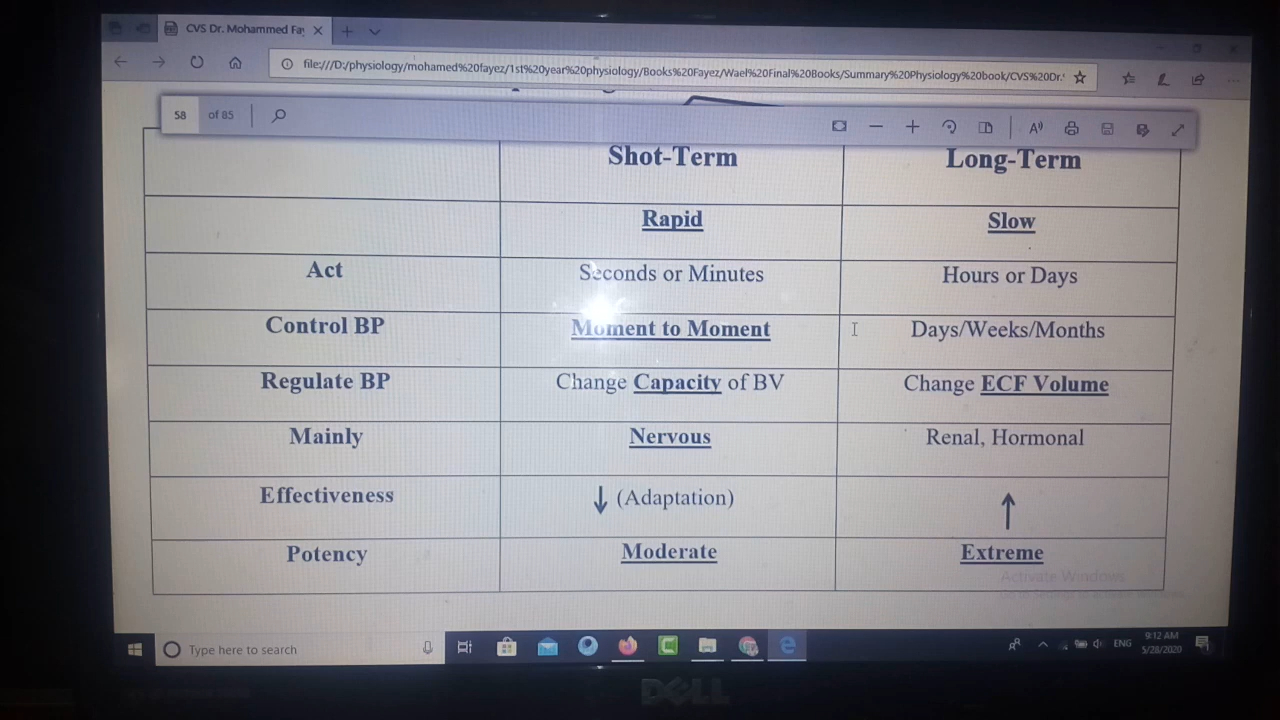 CVS Dr. Mohammed Fay
file:///D:/physiology/mohamed%20fayez/1st%20year%20physiology/Books%20Fayez/Wael%20Final%20Books/Summary%20Physiology%20book/CVS%20Dr.
58 of 85
Shot-Term Long-Term
Rapid Slow
Act Seconds or Minutes Hours or Days
Control BP Moment to Moment Days/Weeks/Months
Regulate BP Change Capacity of BV Change ECF Volume
Mainly Nervous Renal, Hormonal
Effectiveness ↓ (Adaptation) ↑
Potency Moderate Extreme
Activate Windows
Type here to search
ENG
9:12 AM
5/28/2020
DELL